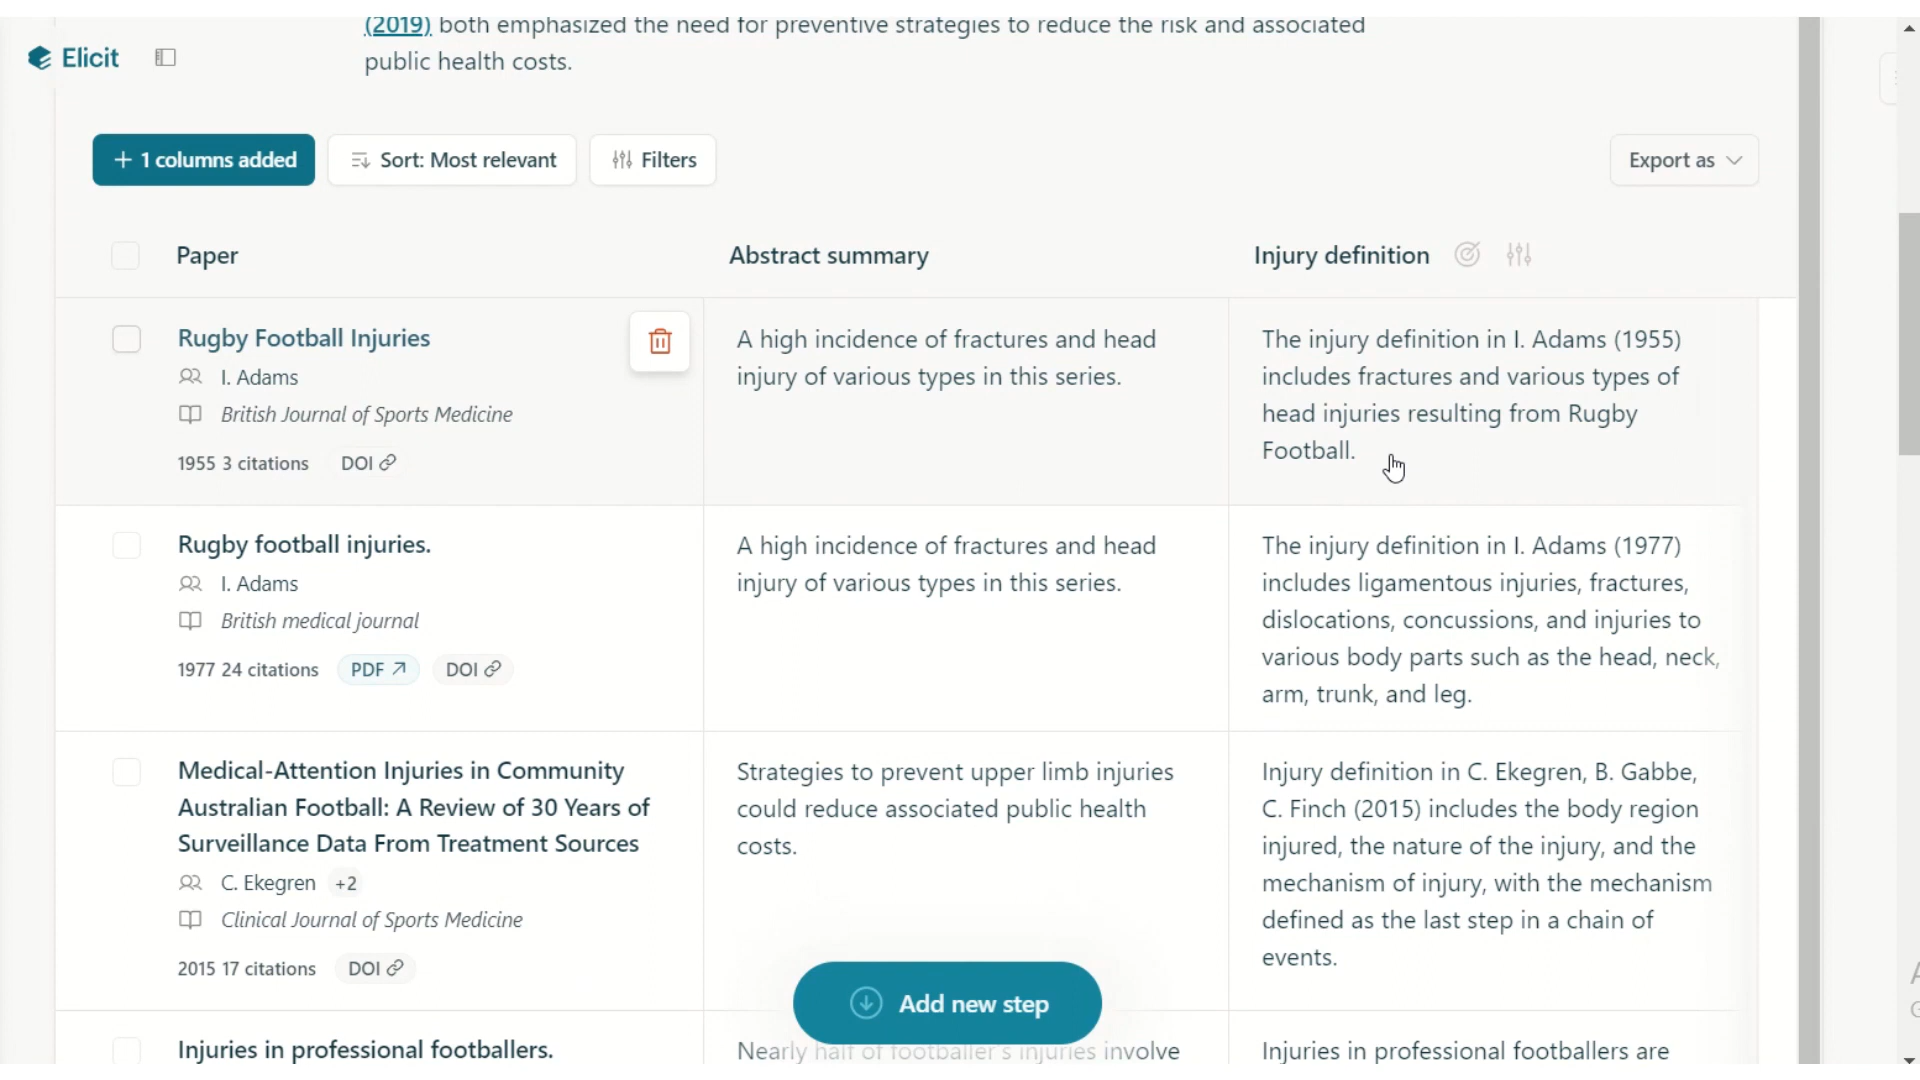 (2019) both emphasized the need for preventive strategies to reduce the risk and associated
public health costs.
Elicit
+ 1 columns added
Sort: Most relevant
Filters
Export as
Paper
Abstract summary
Injury definition
Rugby Football Injuries
I. Adams
British Journal of Sports Medicine
1955 3 citations DOI
A high incidence of fractures and head
injury of various types in this series.
The injury definition in I. Adams (1955)
includes fractures and various types of
head injuries resulting from Rugby
Football.
Rugby football injuries.
I. Adams
British medical journal
1977 24 citations PDF DOI
A high incidence of fractures and head
injury of various types in this series.
The injury definition in I. Adams (1977)
includes ligamentous injuries, fractures,
dislocations, concussions, and injuries to
various body parts such as the head, neck,
arm, trunk, and leg.
Medical-Attention Injuries in Community
Australian Football: A Review of 30 Years of
Surveillance Data From Treatment Sources
C. Ekegren +2
Clinical Journal of Sports Medicine
2015 17 citations DOI
Strategies to prevent upper limb injuries
could reduce associated public health
costs.
Injury definition in C. Ekegren, B. Gabbe,
C. Finch (2015) includes the body region
injured, the nature of the injury, and the
mechanism of injury, with the mechanism
defined as the last step in a chain of
events.
Add new step
Injuries in professional footballers.
Nearly half of footballer's injuries involve
Injuries in professional footballers are